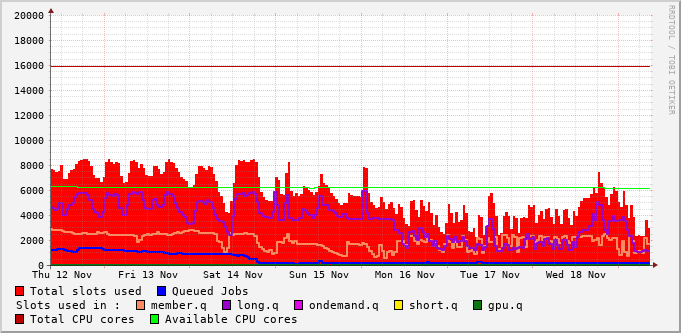 20000
18000
16000
14000
12000
10000
8000
6000
4000
2000
0
Thu 12 Nov Fri 13 Nov Sat 14 Nov Sun 15 Nov Mon 16 Nov Tue 17 Nov Wed 18 Nov
Total slots used Queued Jobs
Slots used in : member.q long.q ondemand.q short.q gpu.q
Total CPU cores Available CPU cores
RRDTOOL / TOBI OETIKER